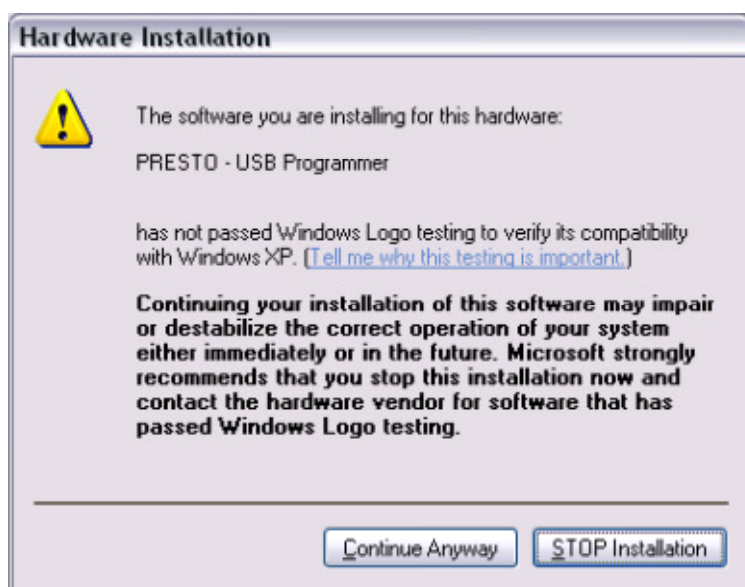 Hardware Installation
The software you are installing for this hardware:
PRESTO - USB Programmer
has not passed Windows Logo testing to verify its compatibility
with Windows XP. (Tell me why this testing is important.)
Continuing your installation of this software may impair
or destabilize the correct operation of your system
either immediately or in the future. Microsoft strongly
recommends that you stop this installation now and
contact the hardware vendor for software that has
passed Windows Logo testing.
Continue Anyway
STOP Installation